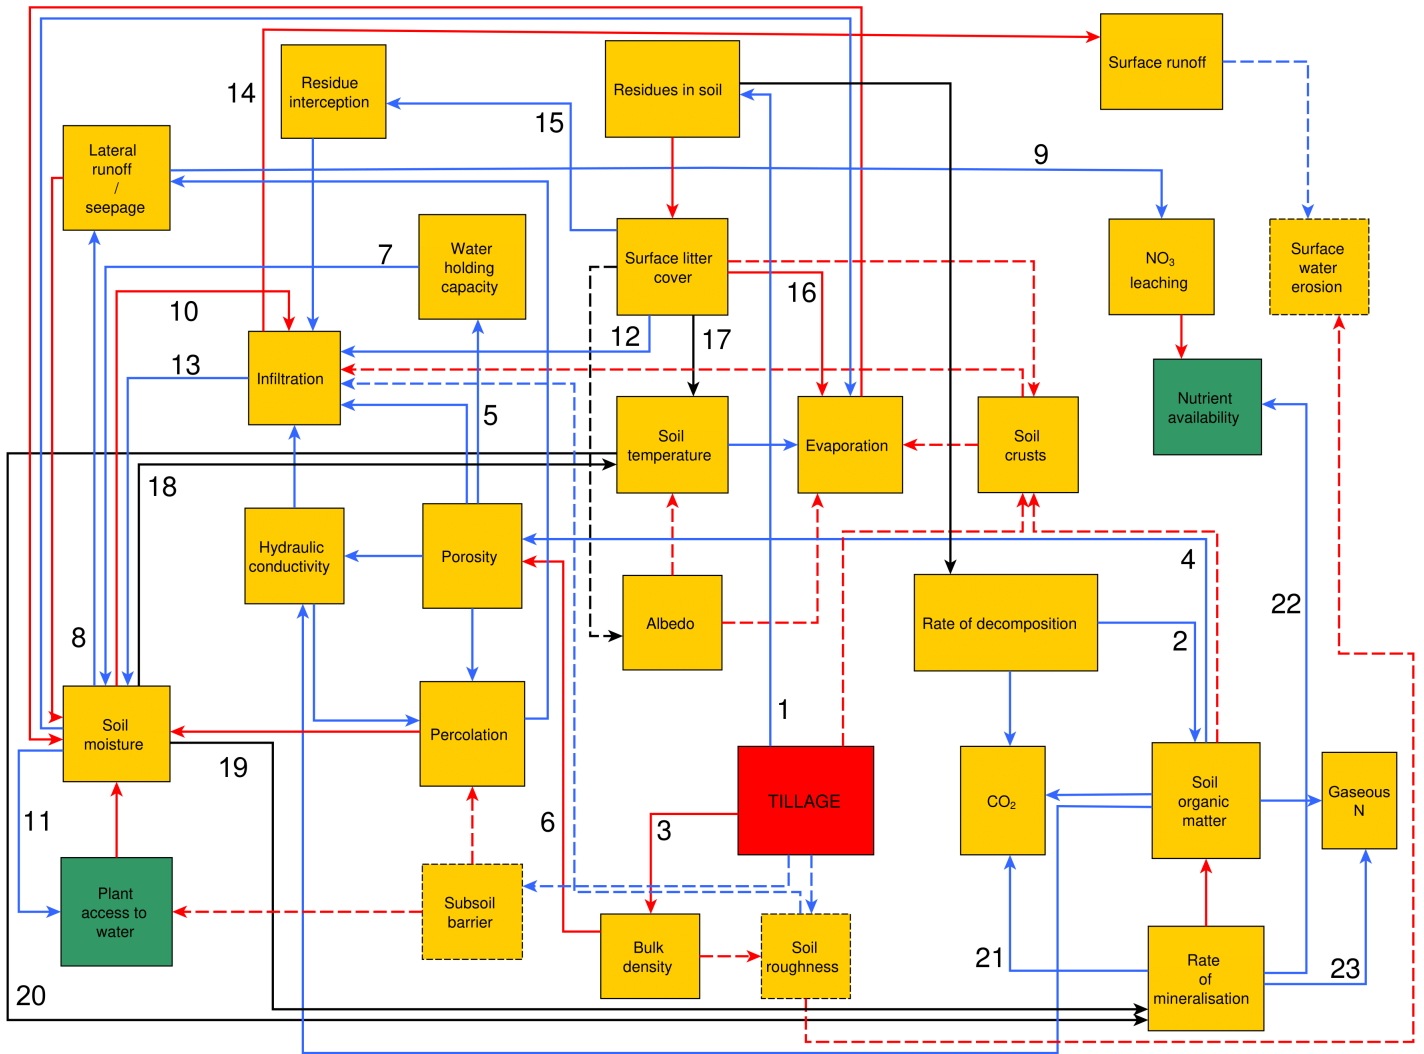 Surface runoff
14
Residue
interception
Residues in soil
15
Lateral
runoff
/
seepage
9
7
Water
holding
capacity
Surface litter
cover
NO₃
leaching
Surface
water
erosion
16
10
12
17
13
Infiltration
Nutrient
availability
5
Soil
temperature
Evaporation
Soil
crusts
18
Hydraulic
conductivity
Porosity
4
22
Albedo
Rate of decomposition
8
2
1
Soil
moisture
Percolation
19
TILLAGE
CO₂
Soil
organic
matter
Gaseous
N
11
6
3
Plant
access to
water
Subsoil
barrier
Bulk
density
Soil
roughness
21
Rate
of
mineralisation
23
20